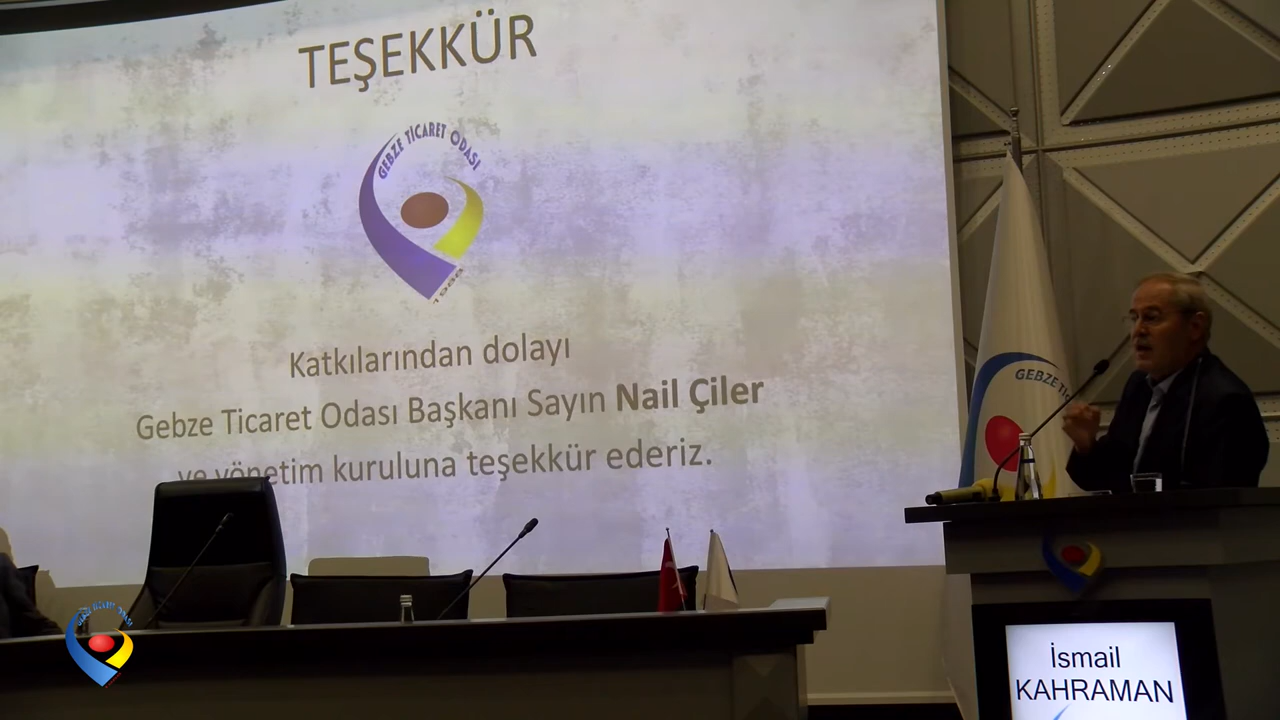 TEŞEKKÜR
GEBZE TİCARET ODASI
1988
Katkılarından dolayı
Gebze Ticaret Odası Başkanı Sayın Nail Çiler
ve yönetim kuruluna teşekkür ederiz.
GEBZE Tİ
İsmail
KAHRAMAN